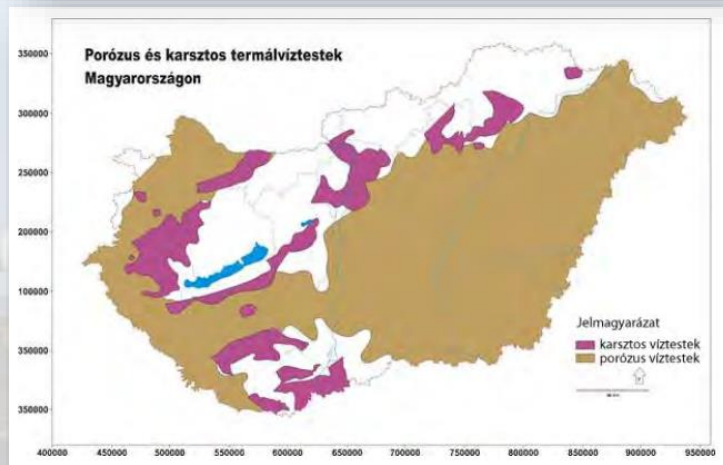 Porózus és karsztos termálvíztestek
Magyarországon
350000
300000
250000
200000
100000
350000
350000
Jelmagyarázat
karsztos víztestek
porózus víztestek
400000 450000 500000 550000 600000 650000 700000 750000 800000 850000 900000 950000